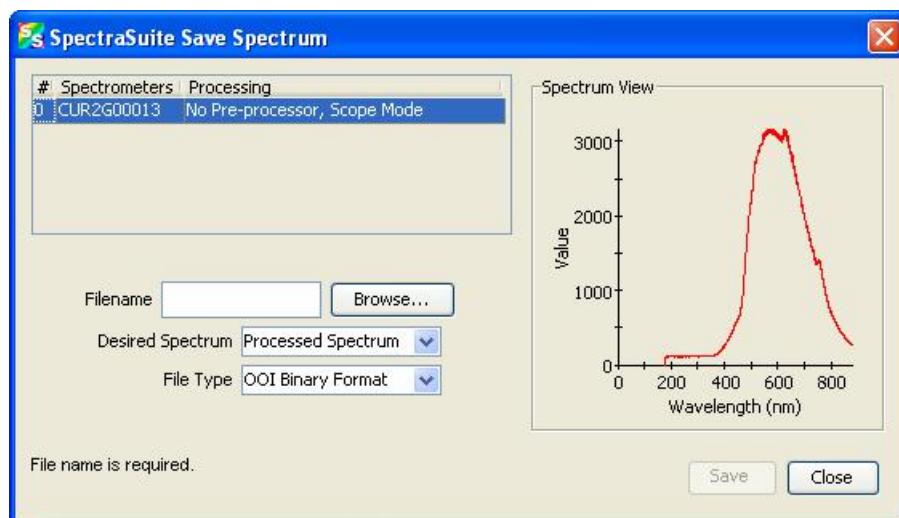 SpectraSuite Save Spectrum
# Spectrometers Processing
0 CUR2G00013 No Pre-processor, Scope Mode
Filename Browse...
Desired Spectrum Processed Spectrum
File Type OOI Binary Format
File name is required.
Spectrum View
3000
2000
1000
0
Value
0 200 400 600 800
Wavelength (nm)
Save Close